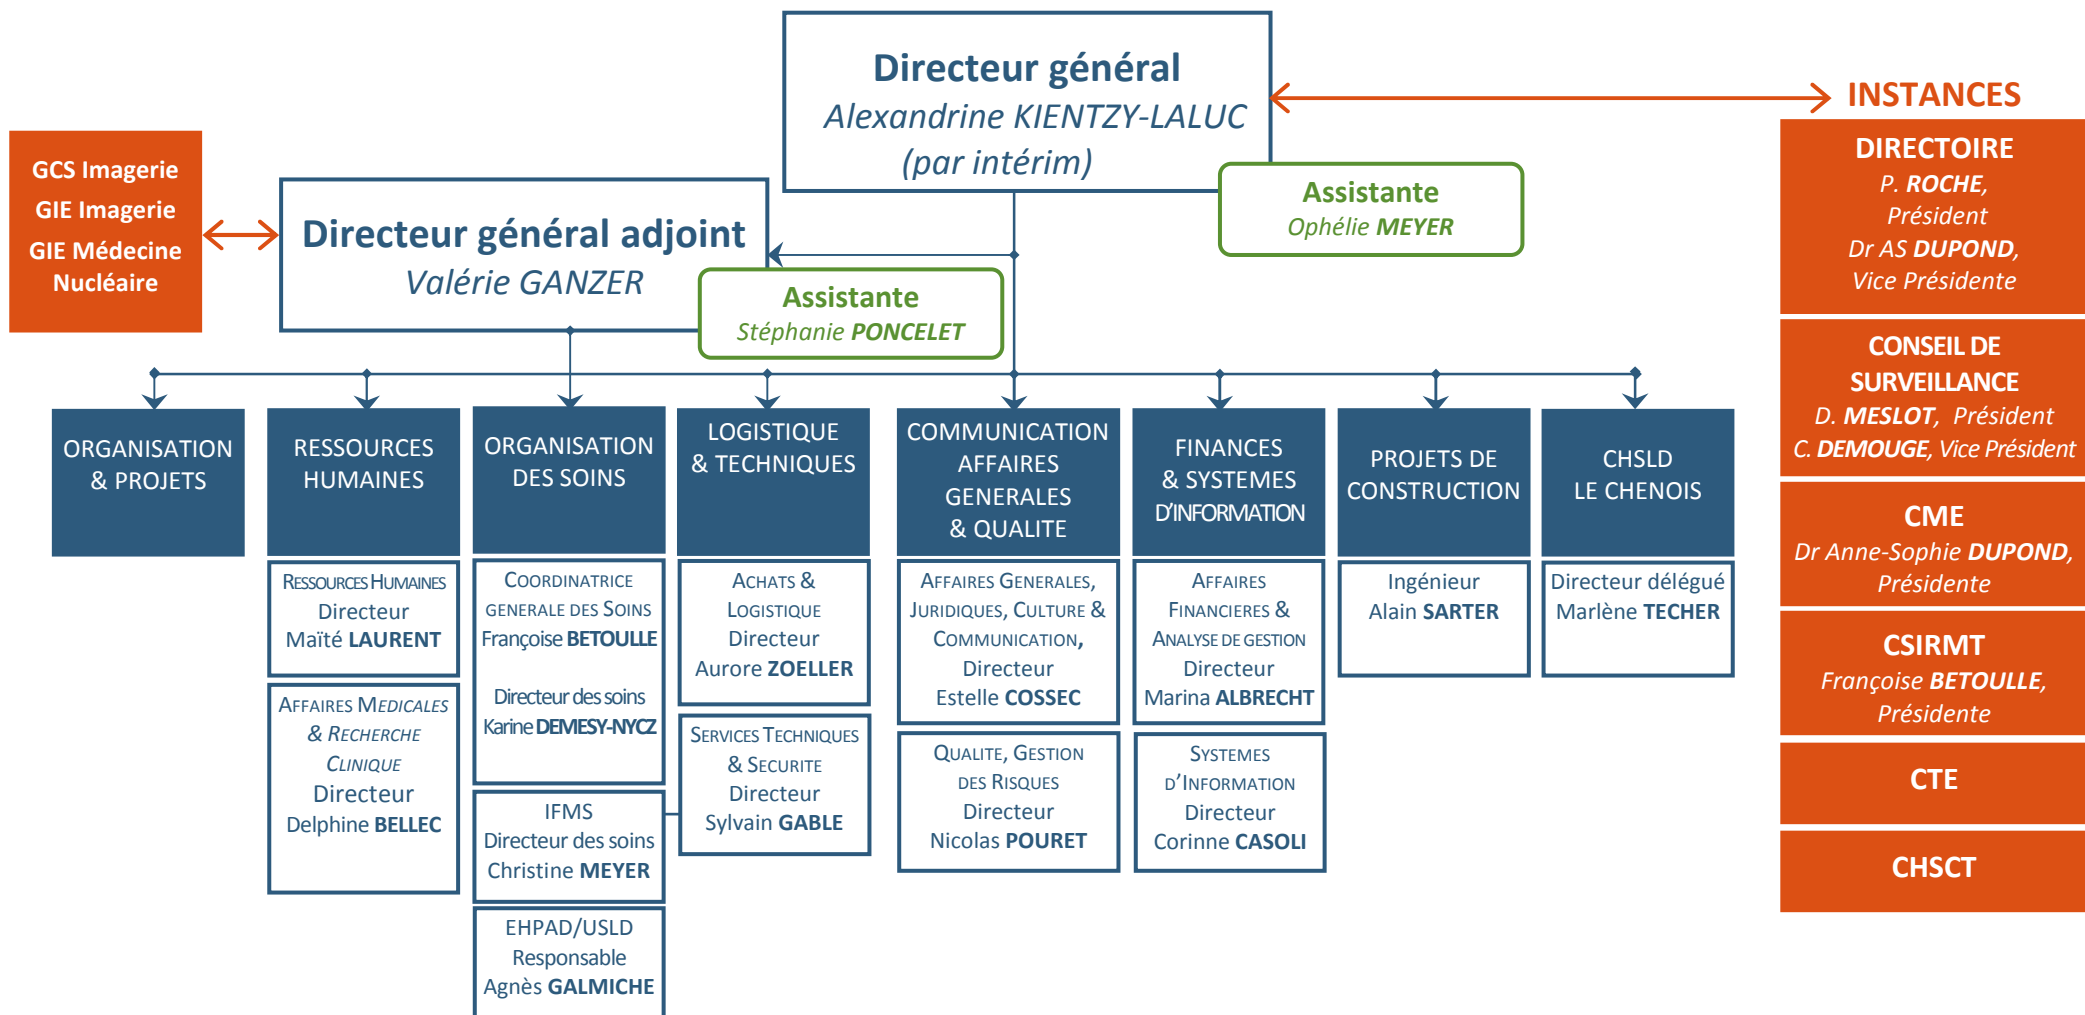 Directeur général
Alexandrine KIENTZY-LALUC
(par intérim)
Assistante
Ophélie MEYER
GCS Imagerie
GIE Imagerie
GIE Médecine
Nucléaire
Directeur général adjoint
Valérie GANZER
Assistante
Stéphanie PONCELET
ORGANISATION
& PROJETS
RESSOURCES
HUMAINES
RESSOURCES HUMAINES
Directeur
Maïté LAURENT
AFFAIRES MEDICALES
& RECHERCHE
CLINIQUE
Directeur
Delphine BELLEC
ORGANISATION
DES SOINS
COORDINATRICE
GENERALE DES SOINS
Françoise BETOULLE
Directeur des soins
Karine DEMESY-NYCZ
IFMS
Directeur des soins
Christine MEYER
EHPAD/USLD
Responsable
Agnès GALMICHE
LOGISTIQUE
& TECHNIQUES
ACHATS &
LOGISTIQUE
Directeur
Aurore ZOELLER
SERVICES TECHNIQUES
& SECURITE
Directeur
Sylvain GABLE
COMMUNICATION
AFFAIRES
GENERALES
& QUALITE
AFFAIRES GENERALES,
JURIDIQUES, CULTURE &
COMMUNICATION,
Directeur
Estelle COSSEC
QUALITE, GESTION
DES RISQUES
Directeur
Nicolas POURET
FINANCES
& SYSTEMES
D'INFORMATION
AFFAIRES
FINANCIERES &
ANALYSE DE GESTION
Directeur
Marina ALBRECHT
SYSTEMES
D'INFORMATION
Directeur
Corinne CASOLI
PROJETS DE
CONSTRUCTION
Ingénieur
Alain SARTER
CHSLD
LE CHENOIS
Directeur délégué
Marlène TECHER
INSTANCES
DIRECTOIRE
P. ROCHE,
Président
Dr AS DUPOND,
Vice Présidente
CONSEIL DE
SURVEILLANCE
D. MESLOT, Président
C. DEMOUGE, Vice Président
CME
Dr Anne-Sophie DUPOND,
Présidente
CSIRMT
Françoise BETOULLE,
Présidente
CTE
CHSCT